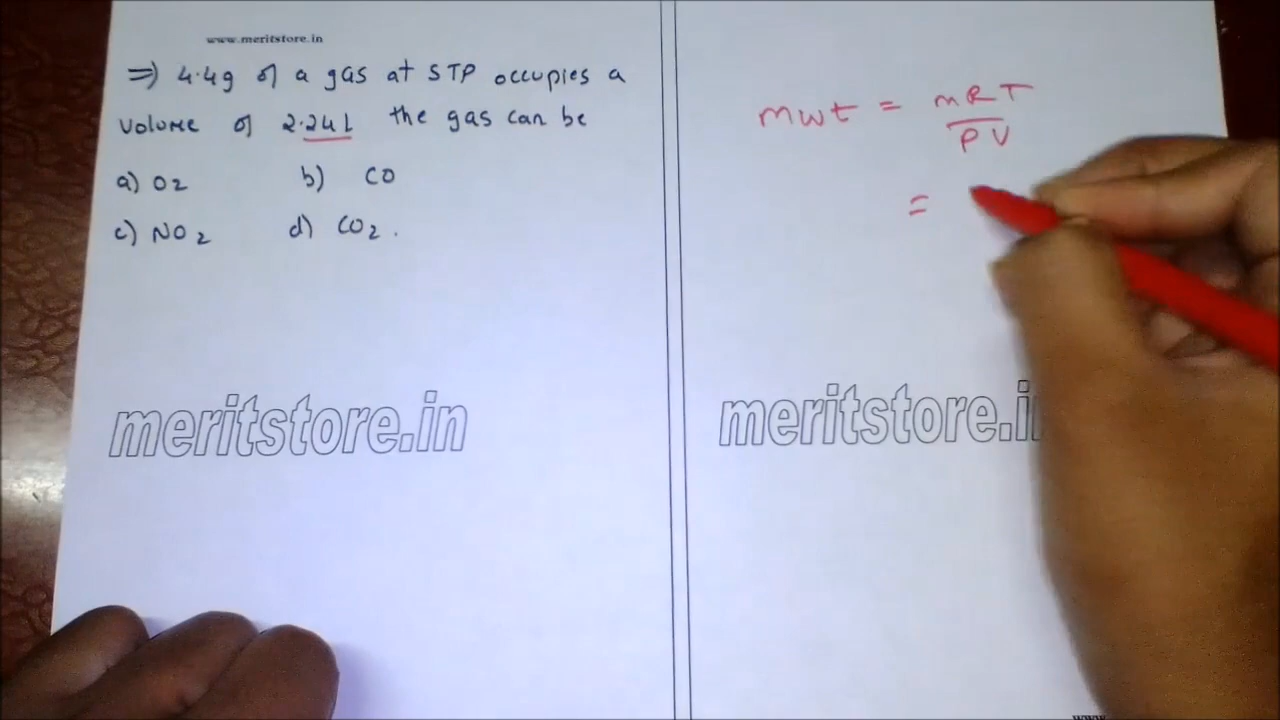 www.meritstore.in
⇒) 4.4g of a gas at STP occupies a
volume of 2.24L the gas can be
a) O2 b) CO
c) NO2 d) CO2.
mwt = mRT
PV
=
meritstore.in
meritstore.in
www